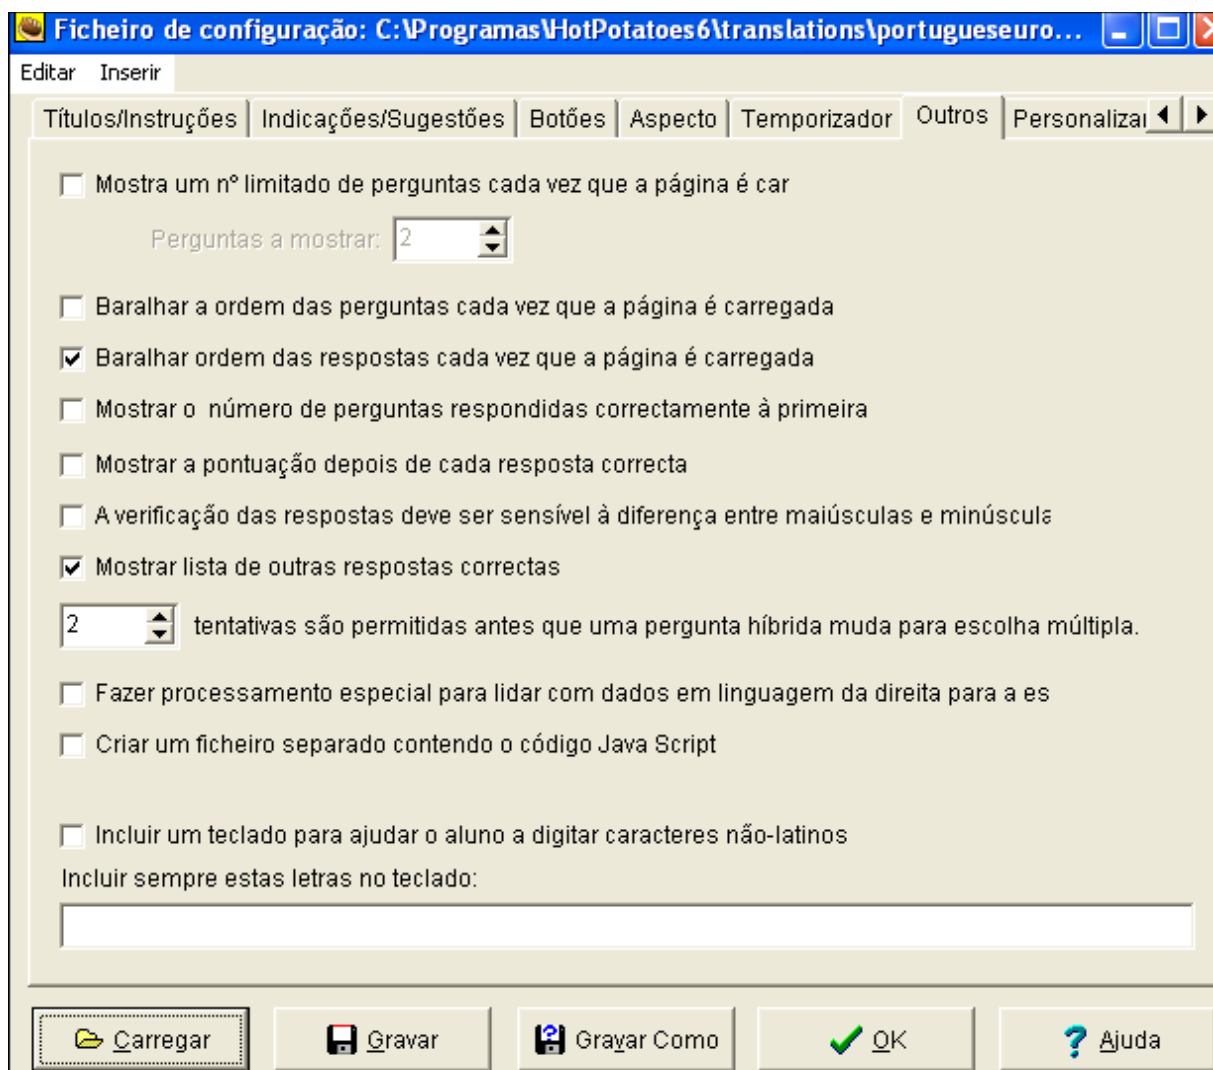 Ficheiro de configuração: C:\Programas\HotPotatoes6\translations\portugueseeuro...
Editar Inserir
Títulos/Instruções Indicações/Sugestões Botões Aspecto Temporizador Outros Personalizar
Mostra um nº limitado de perguntas cada vez que a página é car
Perguntas a mostrar: 2
Baralhar a ordem das perguntas cada vez que a página é carregada
Baralhar ordem das respostas cada vez que a página é carregada
Mostrar o número de perguntas respondidas correctamente à primeira
Mostrar a pontuação depois de cada resposta correcta
A verificação das respostas deve ser sensível à diferença entre maiúsculas e minúscula
Mostrar lista de outras respostas correctas
2 tentativas são permitidas antes que uma pergunta híbrida muda para escolha múltipla.
Fazer processamento especial para lidar com dados em linguagem da direita para a es
Criar um ficheiro separado contendo o código Java Script
Incluir um teclado para ajudar o aluno a digitar caracteres não-latinos
Incluir sempre estas letras no teclado:
Carregar Gravar Gravar Como OK Ajuda